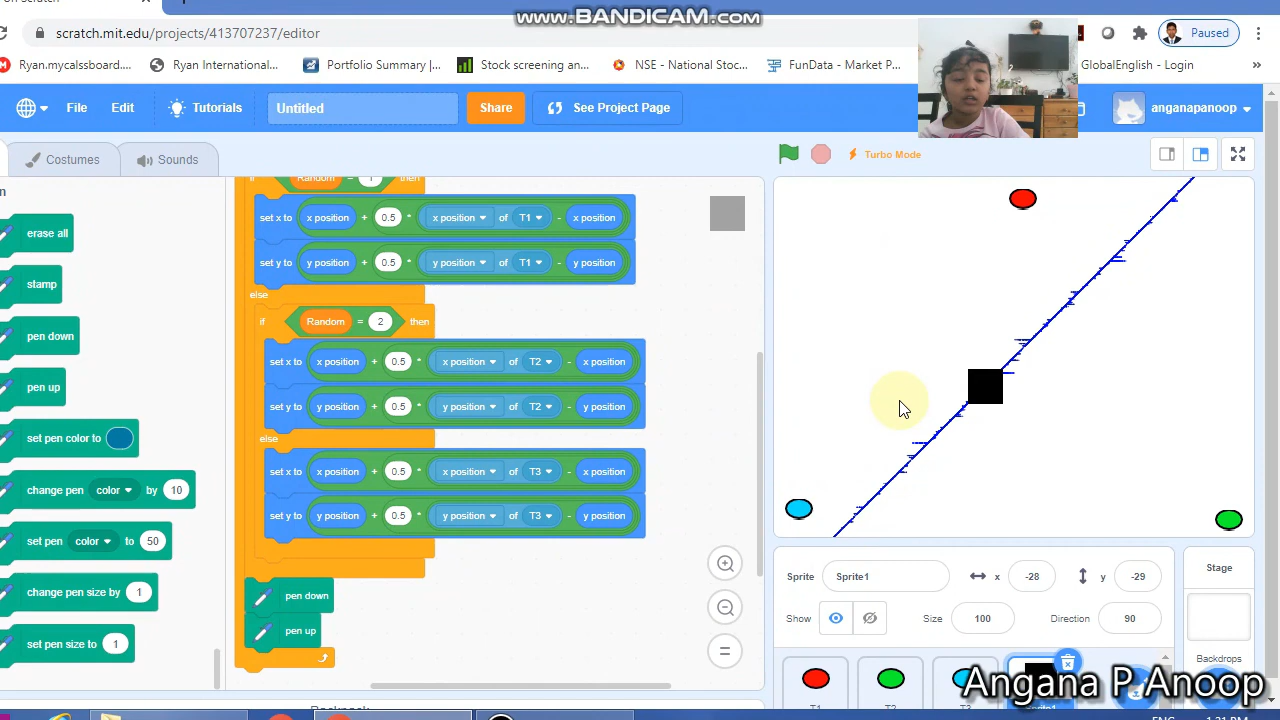 www.BANDICAM.com
scratch.mit.edu/projects/413707237/editor
Paused
Ryan.mycalssboard....
Ryan International...
Portfolio Summary |...
Stock screening an...
NSE - National Stoc...
FunData - Market P...
GlobalEnglish - Login
»
File
Edit
Tutorials
Untitled
Share
See Project Page
anganapanoop
Costumes
Sounds
Turbo Mode
erase all
stamp
pen down
pen up
set pen color to
change pen color by 10
set pen color to 50
change pen size by 1
set pen size to 1
if Random = 1 then
set x to x position + 0.5 * x position of T1 - x position
set y to y position + 0.5 * y position of T1 - y position
else
if Random = 2 then
set x to x position + 0.5 * x position of T2 - x position
set y to y position + 0.5 * y position of T2 - y position
else
set x to x position + 0.5 * x position of T3 - x position
set y to y position + 0.5 * y position of T3 - y position
pen down
pen up
Sprite Sprite1 x -28 y -29
Show Size 100 Direction 90
Stage
Backdrops
T1
Angana P Anoop